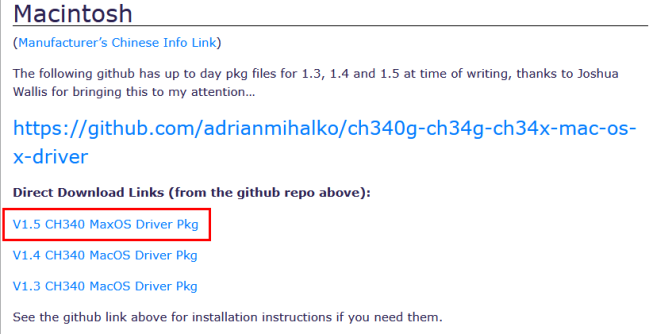 Macintosh
(Manufacturer's Chinese Info Link)
The following github has up to day pkg files for 1.3, 1.4 and 1.5 at time of writing, thanks to Joshua
Wallis for bringing this to my attention...
https://github.com/adrianmihalko/ch340g-ch34g-ch34x-mac-os-
x-driver
Direct Download Links (from the github repo above):
V1.5 CH340 MaxOS Driver Pkg
V1.4 CH340 MacOS Driver Pkg
V1.3 CH340 MacOS Driver Pkg
See the github link above for installation instructions if you need them.